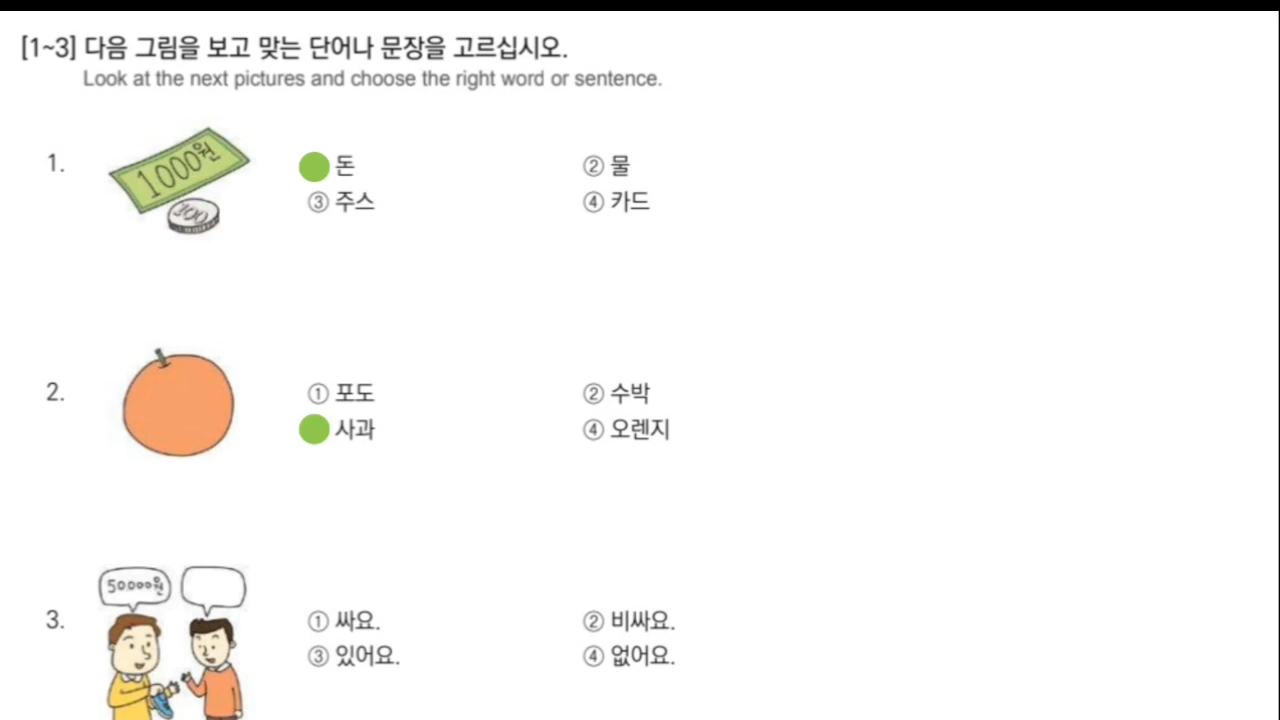 [1~3] 다음 그림을 보고 맞는 단어나 문장을 고르십시오.
Look at the next pictures and choose the right word or sentence.
1.
1000원
100
돈
② 물
③ 주스
④ 카드
2.
① 포도
② 수박
사과
④ 오렌지
3.
50,000원
① 싸요.
② 비싸요.
③ 있어요.
④ 없어요.